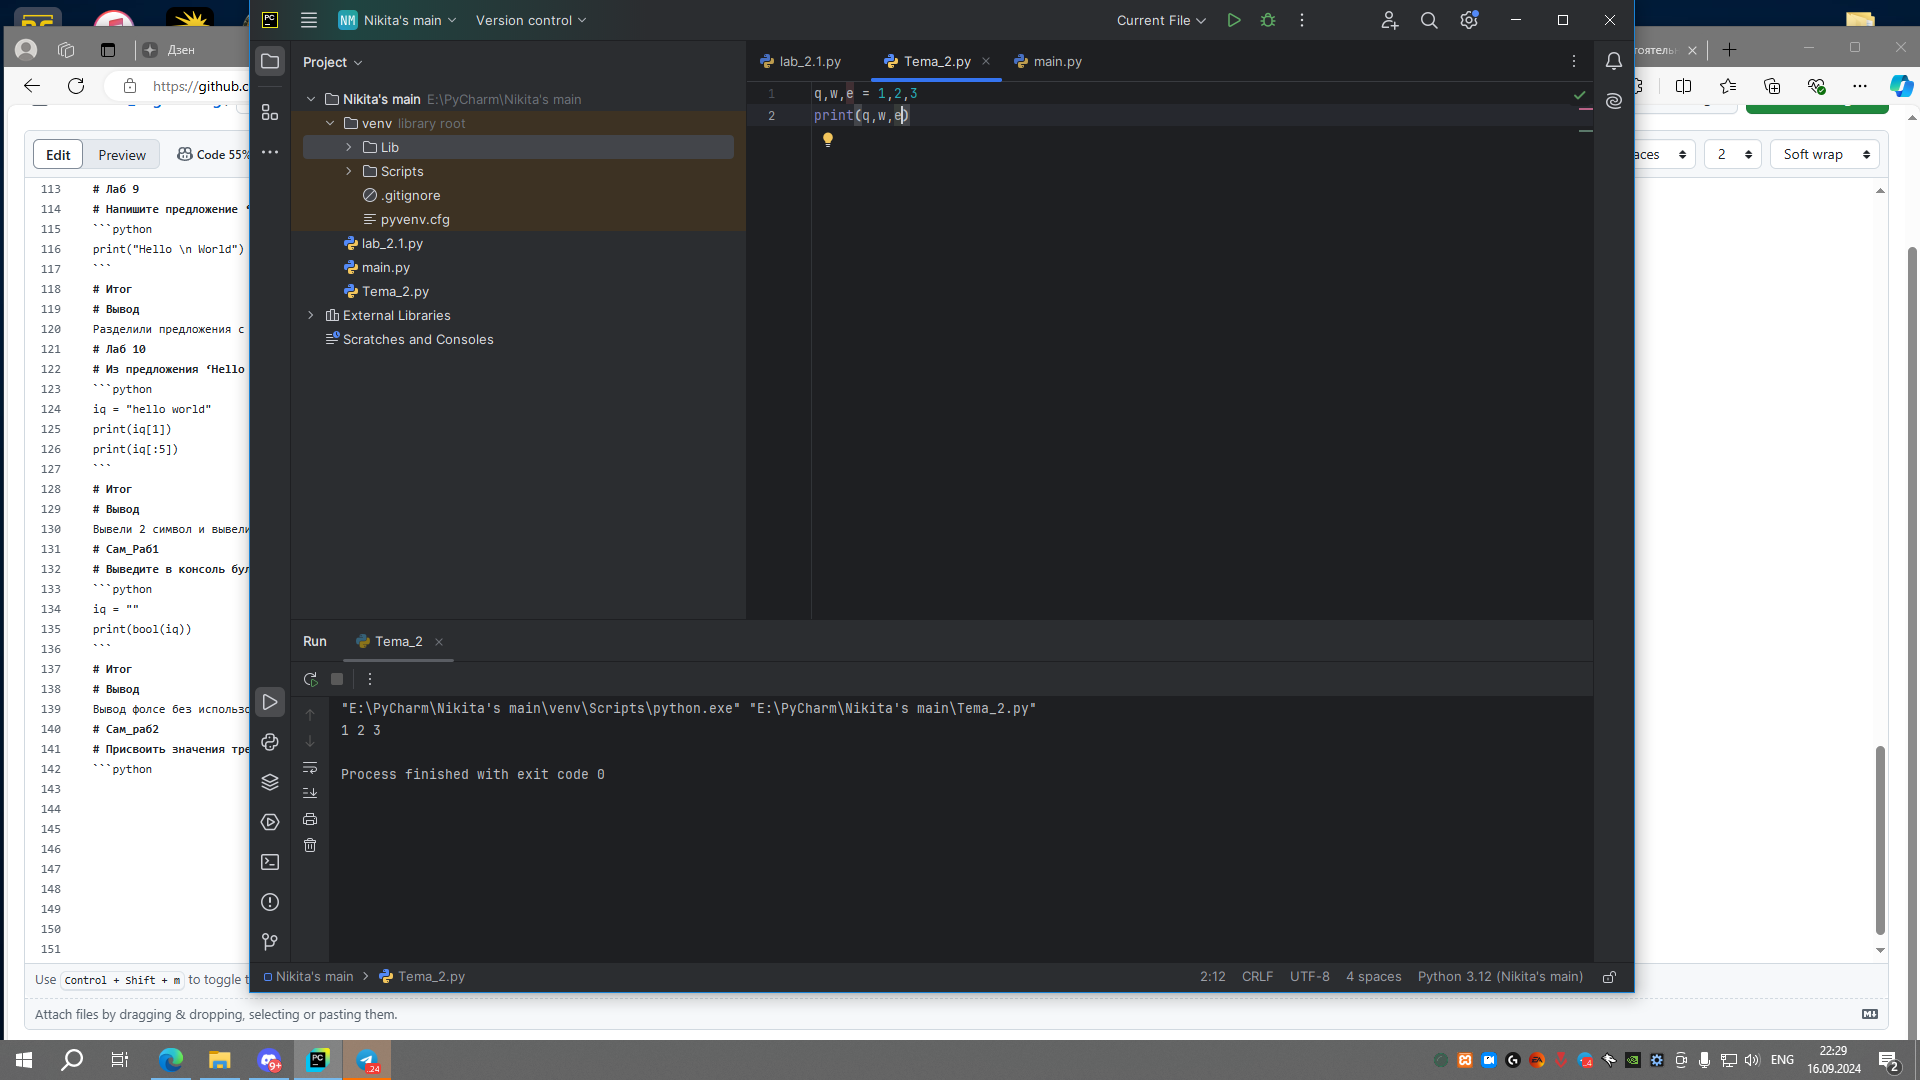 NM Nikita's main
Version control
Current File
Дзен
https://github.c
Edit
Preview
Code 55%
113 # Лаб 9
114 # Напишите предложение ‘
115 ```python
116 print("Hello \n World")
117 ```
118 # Итог
119 # Вывод
120 Разделили предложения с
121 # Лаб 10
122 # Из предложения ‘Hello
123 ```python
124 iq = "hello world"
125 print(iq[1])
126 print(iq[:5])
127 ```
128 # Итог
129 # Вывод
130 Вывели 2 символ и вывели
131 # Сам_Раб1
132 # Выведите в консоль бул
133 ```python
134 iq = ""
135 print(bool(iq))
136 ```
137 # Итог
138 # Вывод
139 Вывод фолсе без использо
140 # Сам_раб2
141 # Присвоить значения тре
142 ```python
143
144
145
146
147
148
149
150
151
Use Control + Shift + m to toggle t
Attach files by dragging & dropping, selecting or pasting them.
Project
Nikita's main E:\PyCharm\Nikita's main
venv library root
Lib
Scripts
.gitignore
pyvenv.cfg
lab_2.1.py
main.py
Tema_2.py
External Libraries
Scratches and Consoles
lab_2.1.py
Tema_2.py
main.py
1 q,w,e = 1,2,3
2 print(q,w,e)
Run
Tema_2
"E:\PyCharm\Nikita's main\venv\Scripts\python.exe" "E:\PyCharm\Nikita's main\Tema_2.py"
1 2 3
Process finished with exit code 0
Nikita's main > Tema_2.py
2:12 CRLF UTF-8 4 spaces Python 3.12 (Nikita's main)
тоятельн
aces
2
Soft wrap
9+
PC
24
ENG
22:29
16.09.2024
2